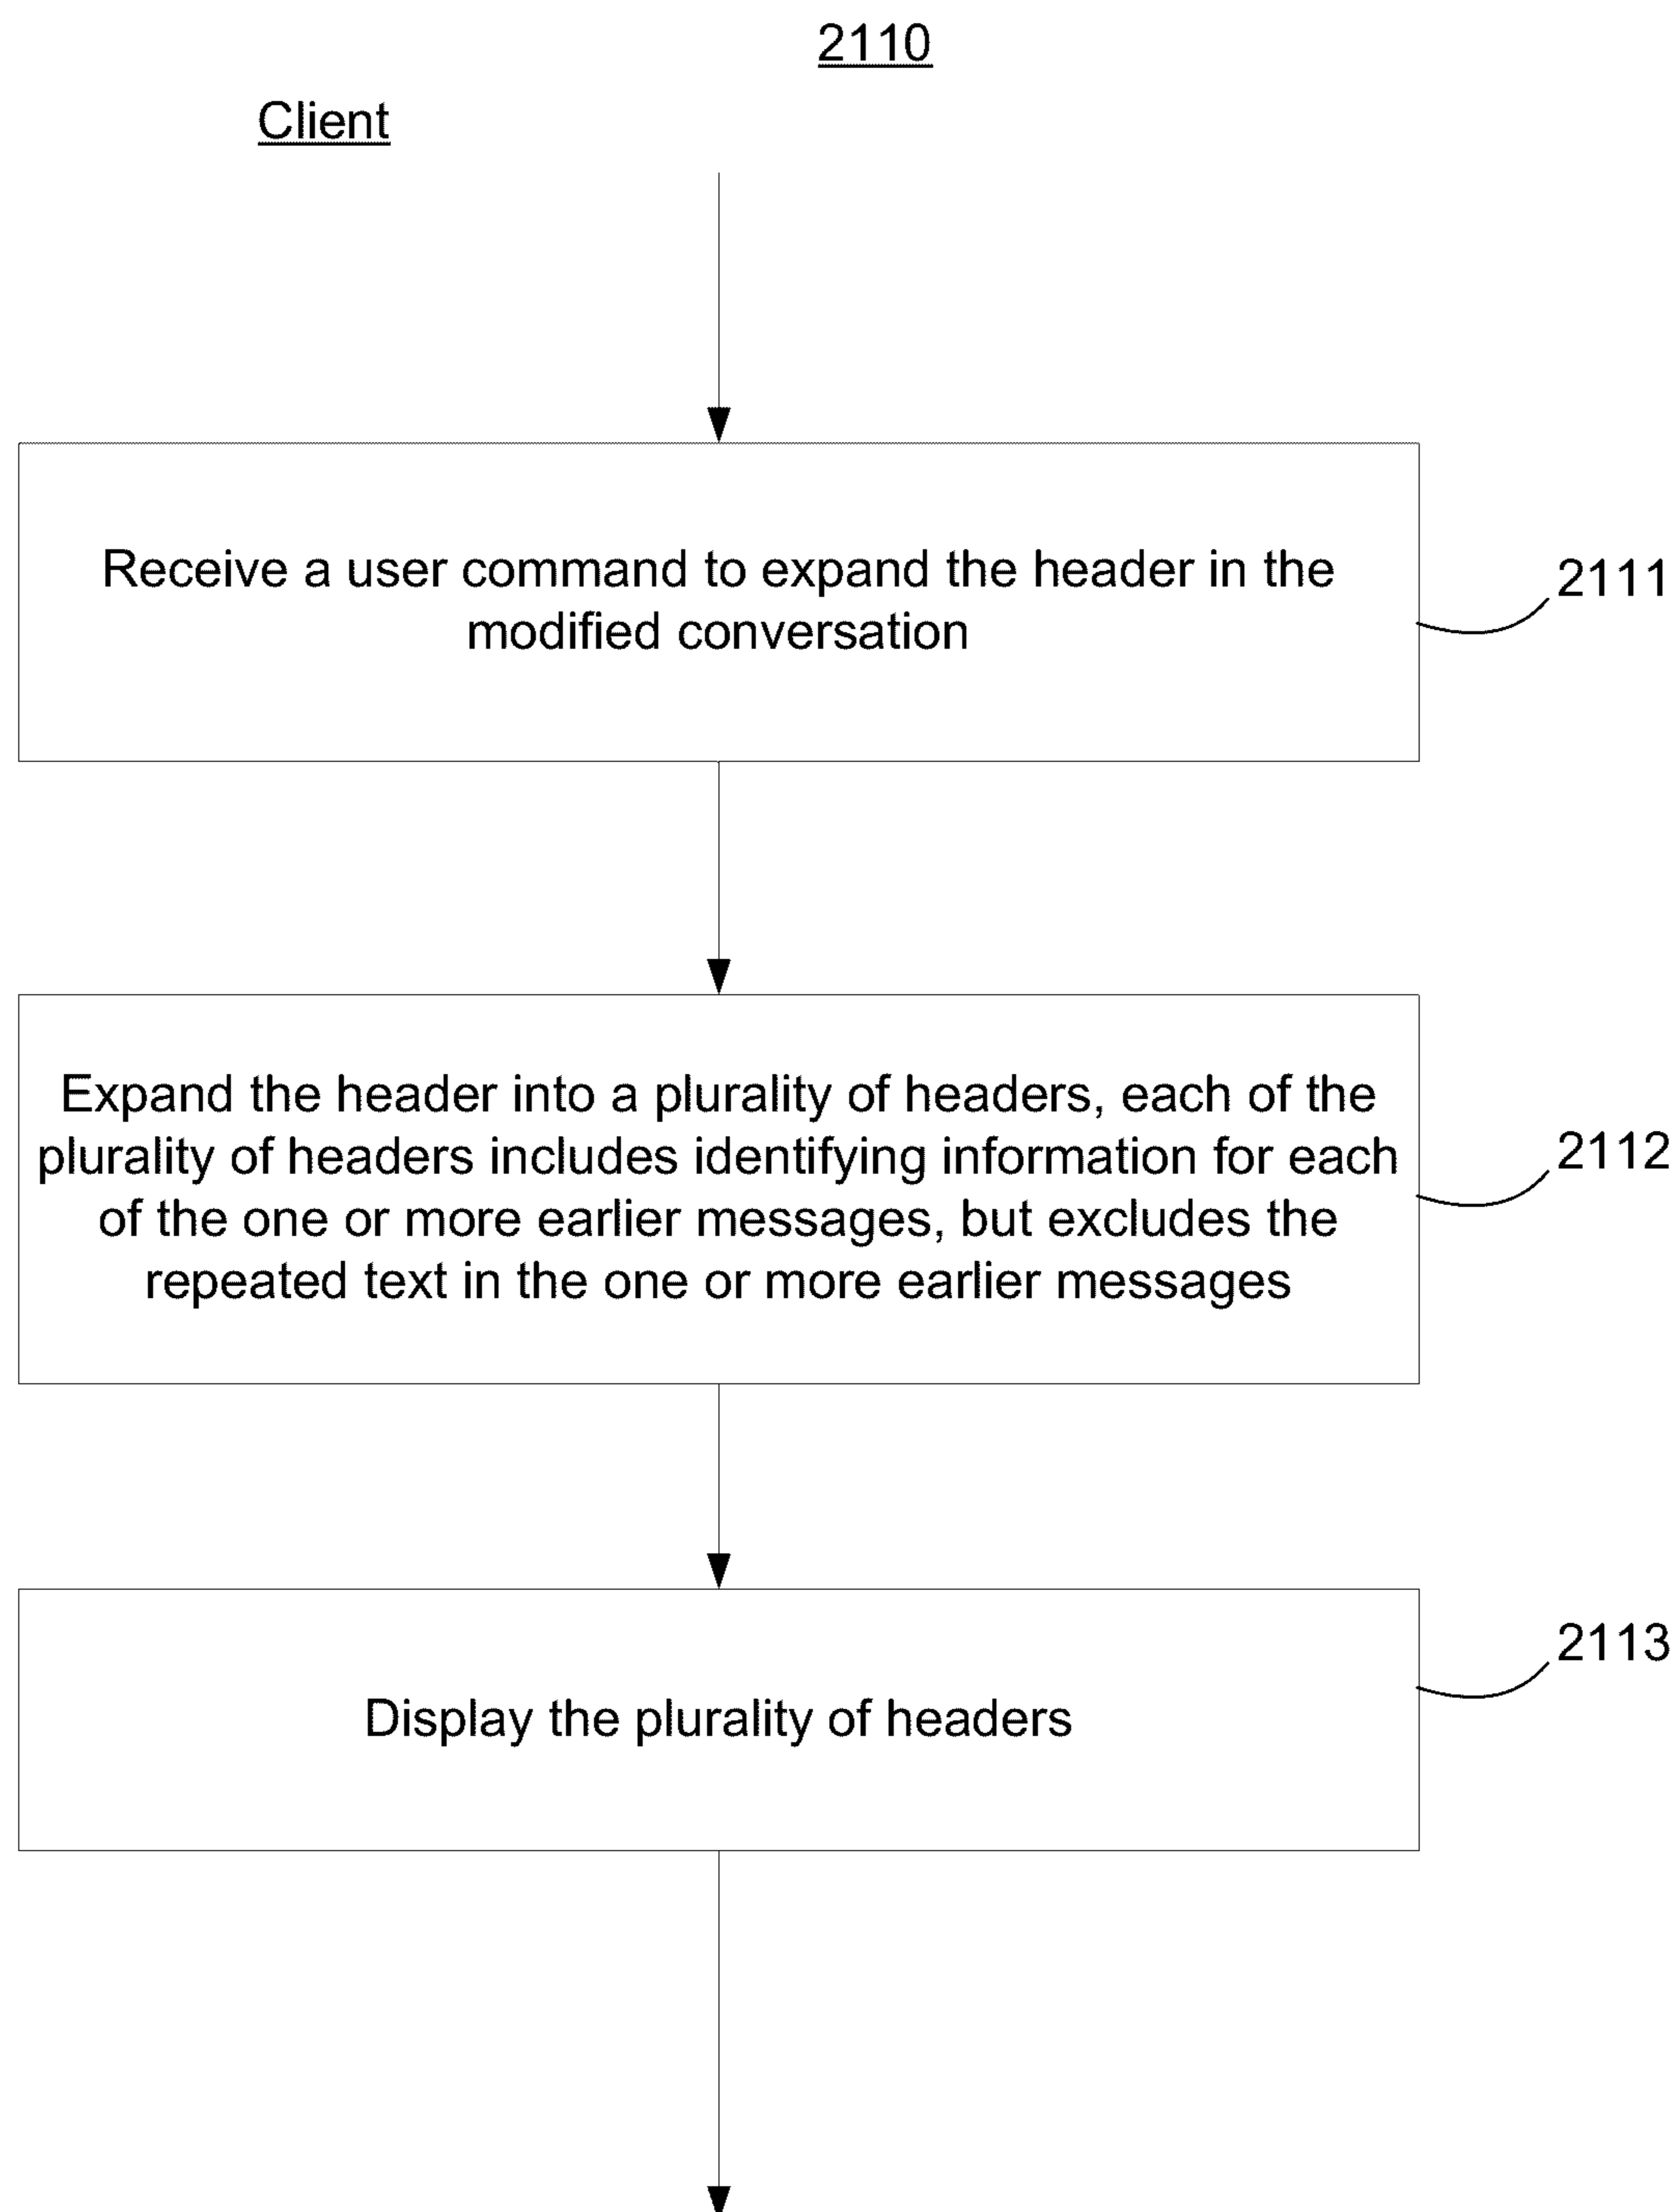 2110
Client
Receive a user command to expand the header in the
modified conversation
2111
Expand the header into a plurality of headers, each of the
plurality of headers includes identifying information for each
of the one or more earlier messages, but excludes the
repeated text in the one or more earlier messages
2112
Display the plurality of headers
2113